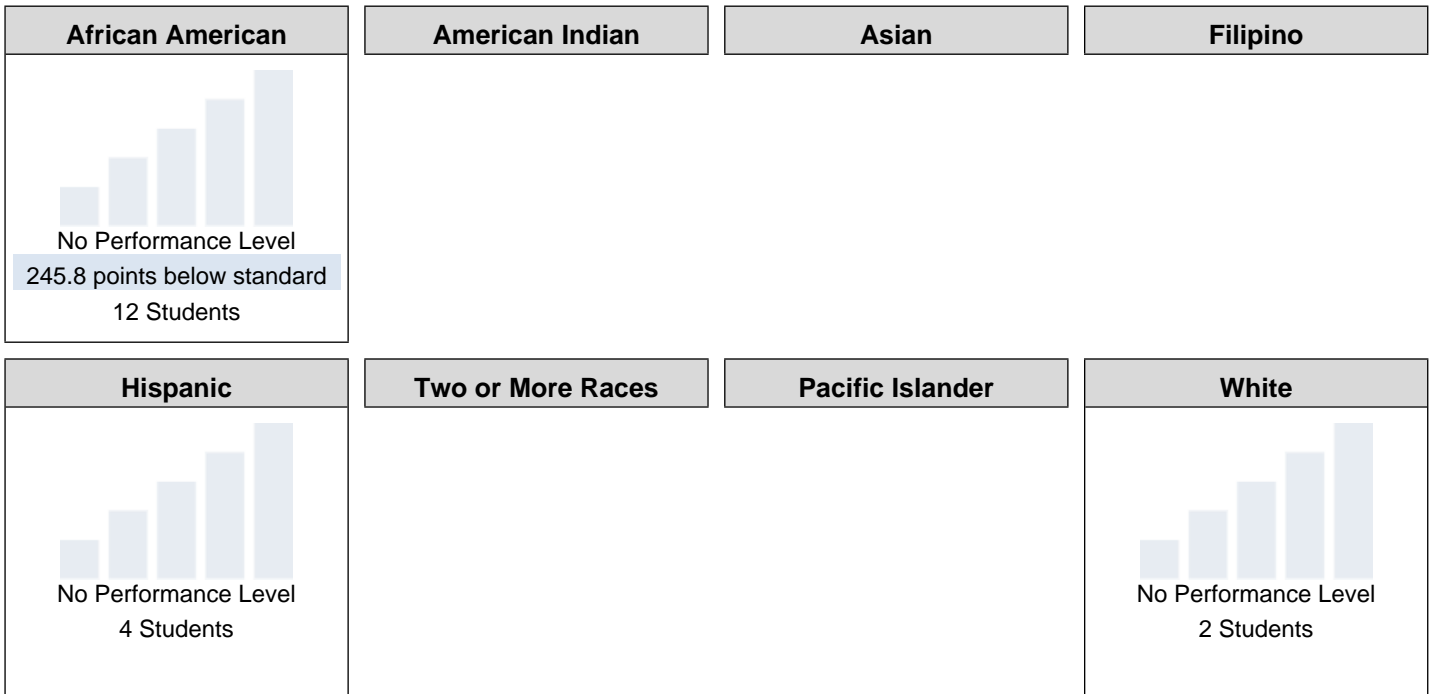 African American
American Indian
Asian
Filipino
No Performance Level
245.8 points below standard
12 Students
Hispanic
Two or More Races
Pacific Islander
White
No Performance Level
4 Students
No Performance Level
2 Students